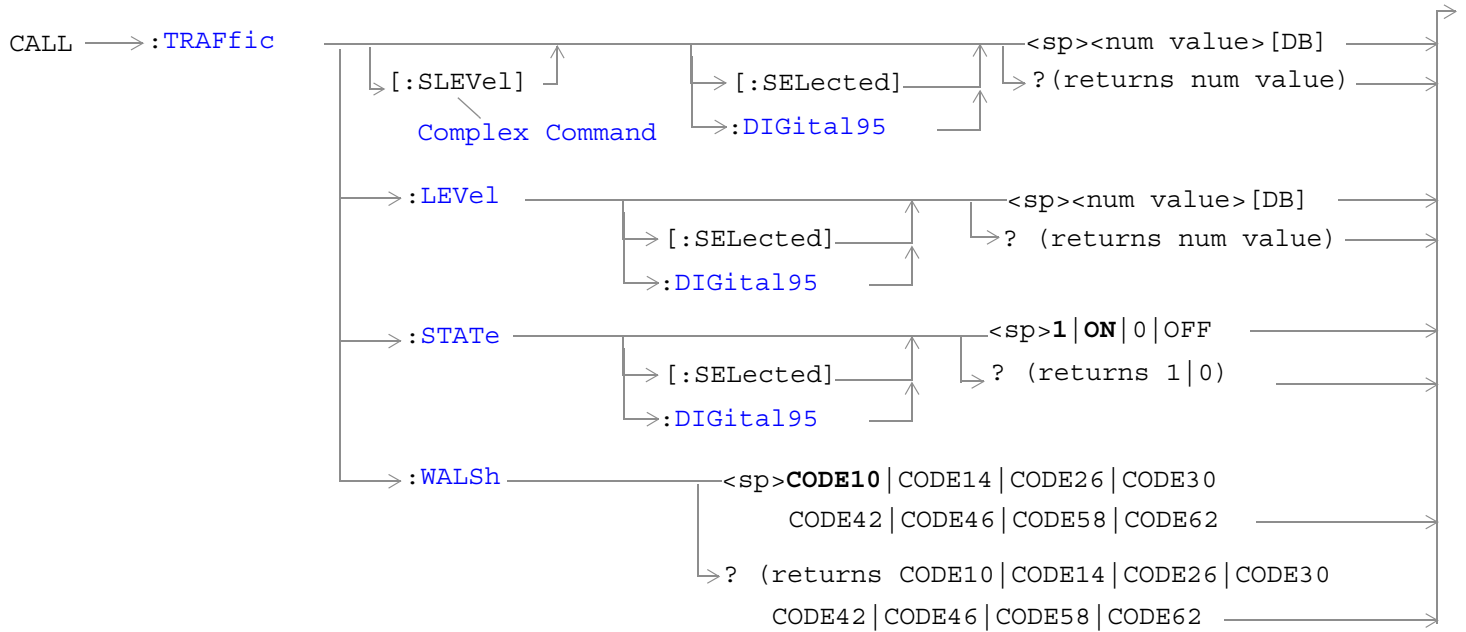 CALL :TRAFfic <sp><num value>[DB]
[:SLEVel] [:SELected] ?(returns num value)
Complex Command :DIGital95
:LEVel <sp><num value>[DB]
[:SELected] ? (returns num value)
:DIGital95
:STATe <sp>1|ON|0|OFF
[:SELected] ? (returns 1|0)
:DIGital95
:WALSh <sp>CODE10|CODE14|CODE26|CODE30
CODE42|CODE46|CODE58|CODE62
? (returns CODE10|CODE14|CODE26|CODE30
CODE42|CODE46|CODE58|CODE62